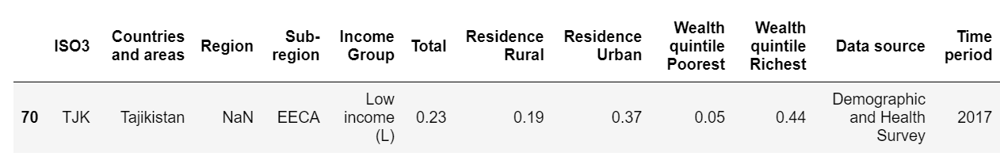 ISO3 Countries and areas Region Sub-region Income Group Total Residence Rural Residence Urban Wealth quintile Poorest Wealth quintile Richest Data source Time period
70 TJK Tajikistan NaN EECA Low income (L) 0.23 0.19 0.37 0.05 0.44 Demographic and Health Survey 2017